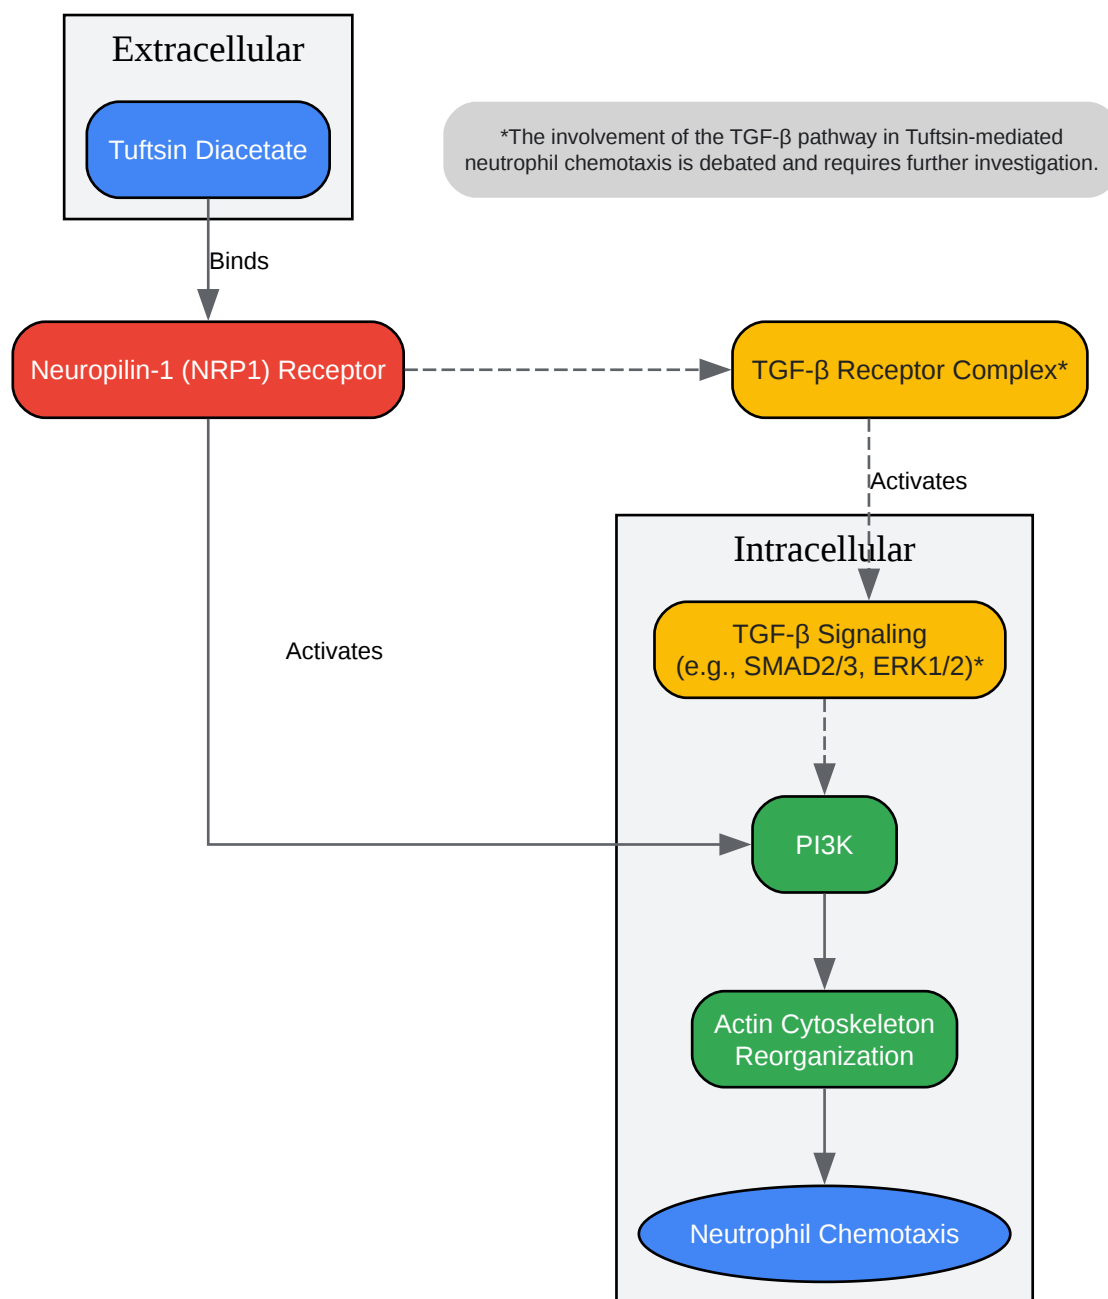 Extracellular
Tuftsin Diacetate
*The involvement of the TGF-β pathway in Tuftsin-mediated
neutrophil chemotaxis is debated and requires further investigation.
Binds
Neuropilin-1 (NRP1) Receptor
TGF-β Receptor Complex*
Activates
Intracellular
TGF-β Signaling
(e.g., SMAD2/3, ERK1/2)*
Activates
PI3K
Actin Cytoskeleton
Reorganization
Neutrophil Chemotaxis